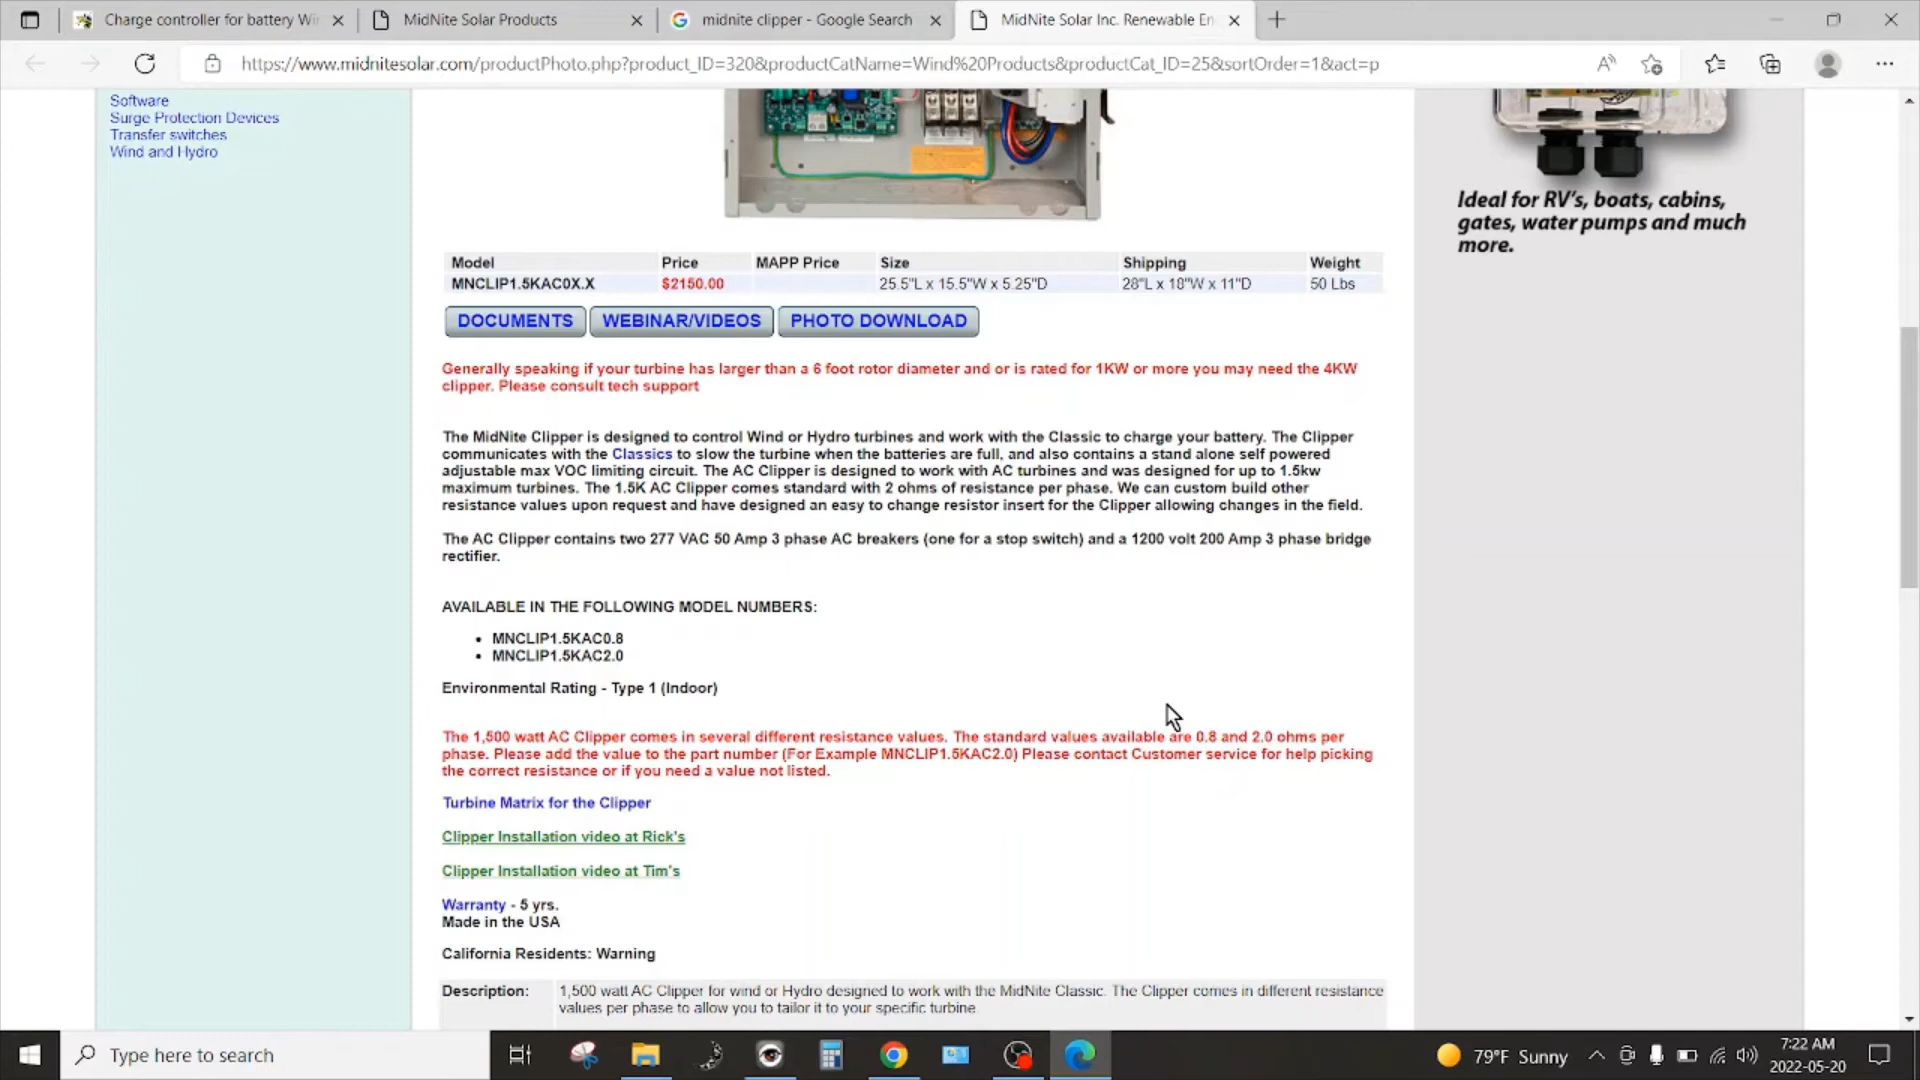 Charge controller for battery Wi
MidNite Solar Products
midnite clipper - Google Search
MidNite Solar Inc. Renewable En
https://www.midnitesolar.com/productPhoto.php?product_ID=320&productCatName=Wind%20Products&productCat_ID=25&sortOrder=1&act=p
Software
Surge Protection Devices
Transfer switches
Wind and Hydro
Ideal for RV's, boats, cabins,
gates, water pumps and much
more.
Model Price MAPP Price Size Shipping Weight
MNCLIP1.5KAC0X.X $2150.00 25.5"L x 15.5"W x 5.25"D 28"L x 18"W x 11"D 50 Lbs
DOCUMENTS WEBINAR/VIDEOS PHOTO DOWNLOAD
Generally speaking if your turbine has larger than a 6 foot rotor diameter and or is rated for 1KW or more you may need the 4KW
clipper. Please consult tech support
The MidNite Clipper is designed to control Wind or Hydro turbines and work with the Classic to charge your battery. The Clipper
communicates with the Classics to slow the turbine when the batteries are full, and also contains a stand alone self powered
adjustable max VOC limiting circuit. The AC Clipper is designed to work with AC turbines and was designed for up to 1.5kw
maximum turbines. The 1.5K AC Clipper comes standard with 2 ohms of resistance per phase. We can custom build other
resistance values upon request and have designed an easy to change resistor insert for the Clipper allowing changes in the field.
The AC Clipper contains two 277 VAC 50 Amp 3 phase AC breakers (one for a stop switch) and a 1200 volt 200 Amp 3 phase bridge
rectifier.
AVAILABLE IN THE FOLLOWING MODEL NUMBERS:
• MNCLIP1.5KAC0.8
• MNCLIP1.5KAC2.0
Environmental Rating - Type 1 (Indoor)
The 1,500 watt AC Clipper comes in several different resistance values. The standard values available are 0.8 and 2.0 ohms per
phase. Please add the value to the part number (For Example MNCLIP1.5KAC2.0) Please contact Customer service for help picking
the correct resistance or if you need a value not listed.
Turbine Matrix for the Clipper
Clipper Installation video at Rick's
Clipper Installation video at Tim's
Warranty - 5 yrs.
Made in the USA
California Residents: Warning
Description: 1,500 watt AC Clipper for wind or Hydro designed to work with the MidNite Classic. The Clipper comes in different resistance
values per phase to allow you to tailor it to your specific turbine
Type here to search
79°F Sunny
7:22 AM
2022-05-20